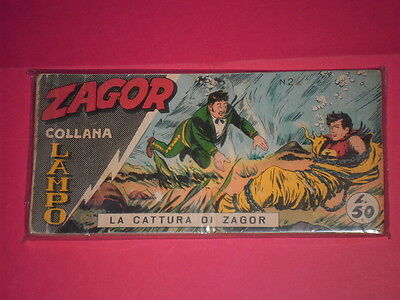 ZAGOR
N.2
COLLANA
LAMPO
LA CATTURA DI ZAGOR
L. 50